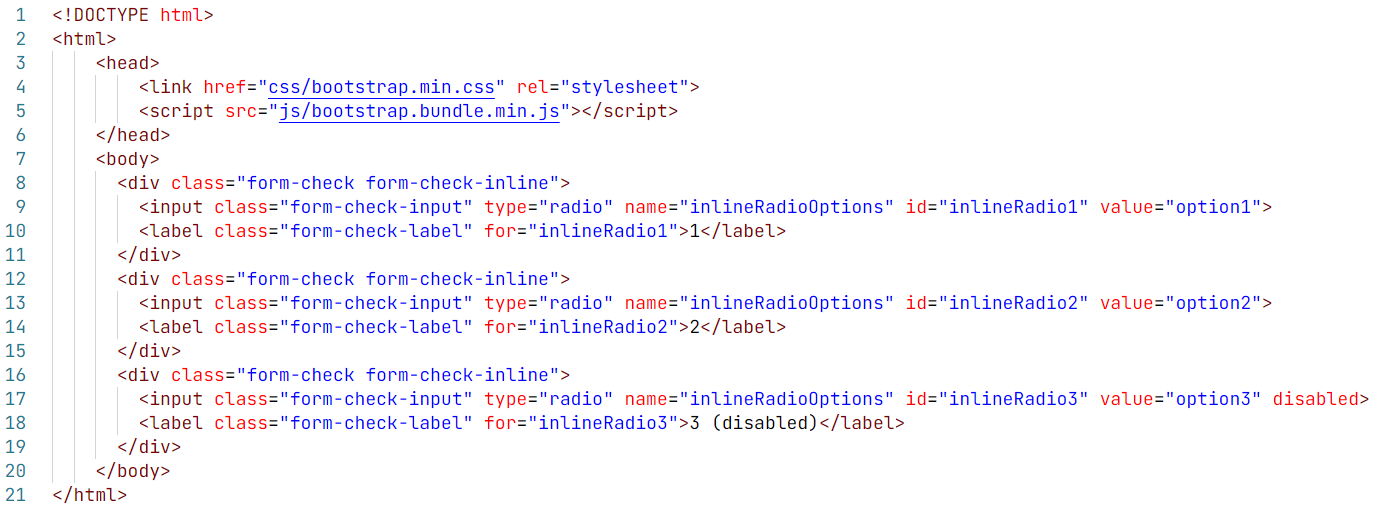 1 <!DOCTYPE html>
2 <html>
3     <head>
4         <link href="css/bootstrap.min.css" rel="stylesheet">
5         <script src="js/bootstrap.bundle.min.js"></script>
6     </head>
7     <body>
8       <div class="form-check form-check-inline">
9         <input class="form-check-input" type="radio" name="inlineRadioOptions" id="inlineRadio1" value="option1">
10         <label class="form-check-label" for="inlineRadio1">1</label>
11       </div>
12       <div class="form-check form-check-inline">
13         <input class="form-check-input" type="radio" name="inlineRadioOptions" id="inlineRadio2" value="option2">
14         <label class="form-check-label" for="inlineRadio2">2</label>
15       </div>
16       <div class="form-check form-check-inline">
17         <input class="form-check-input" type="radio" name="inlineRadioOptions" id="inlineRadio3" value="option3" disabled>
18         <label class="form-check-label" for="inlineRadio3">3 (disabled)</label>
19       </div>
20     </body>
21 </html>